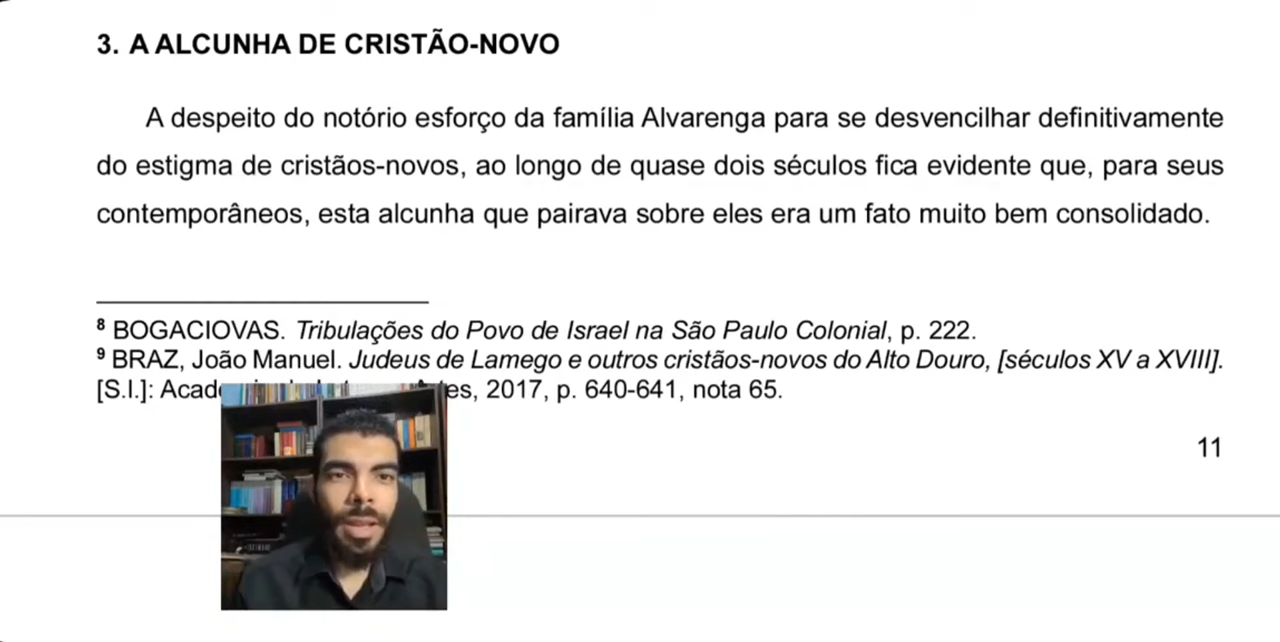 3. A ALCUNHA DE CRISTÃO-NOVO
A despeito do notório esforço da família Alvarenga para se desvencilhar definitivamente
do estigma de cristãos-novos, ao longo de quase dois séculos fica evidente que, para seus
contemporâneos, esta alcunha que pairava sobre eles era um fato muito bem consolidado.
⁸ BOGACIOVAS. Tribulações do Povo de Israel na São Paulo Colonial, p. 222.
⁹ BRAZ, João Manuel. Judeus de Lamego e outros cristãos-novos do Alto Douro, [séculos XV a XVIII].
[S.I.]: 2017, p. 640-641, nota 65.
11